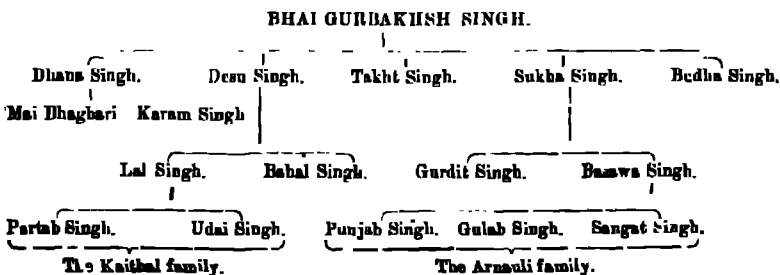 BHAI GURBAKHSH SINGH.
Dhana Singh. Desu Singh. Takht Singh. Sukha Singh. Budha Singh.
Mai Dhagbari Karam Singh
Lal Singh. Bahal Singh. Gurdit Singh. Basawa Singh.
Partab Singh. Udai Singh. Punjab Singh. Gulab Singh. Sangat Singh.
The Kaithal family. The Arnauli family.